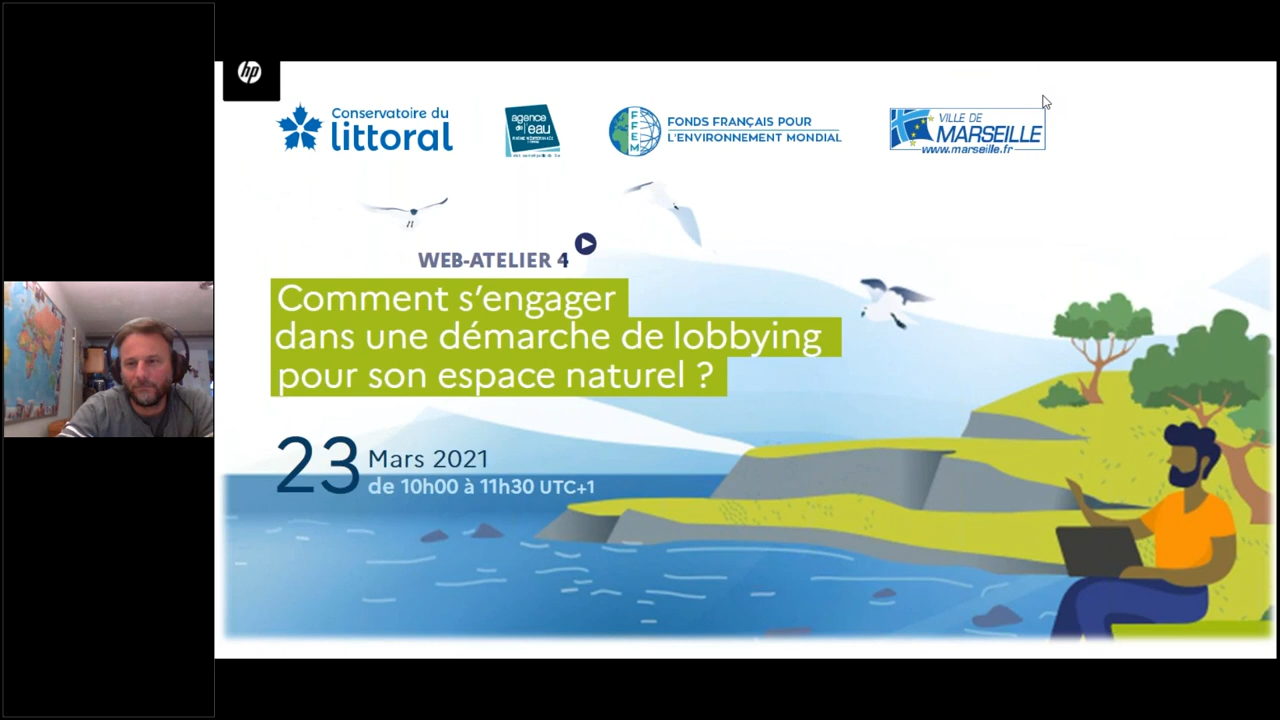 hp
Conservatoire du
littoral
agence
de l'eau
FFEM
FONDS FRANÇAIS POUR
L'ENVIRONNEMENT MONDIAL
VILLE DE
MARSEILLE
www.marseille.fr
WEB-ATELIER 4
Comment s'engager
dans une démarche de lobbying
pour son espace naturel ?
23 Mars 2021
de 10h00 à 11h30 UTC+1